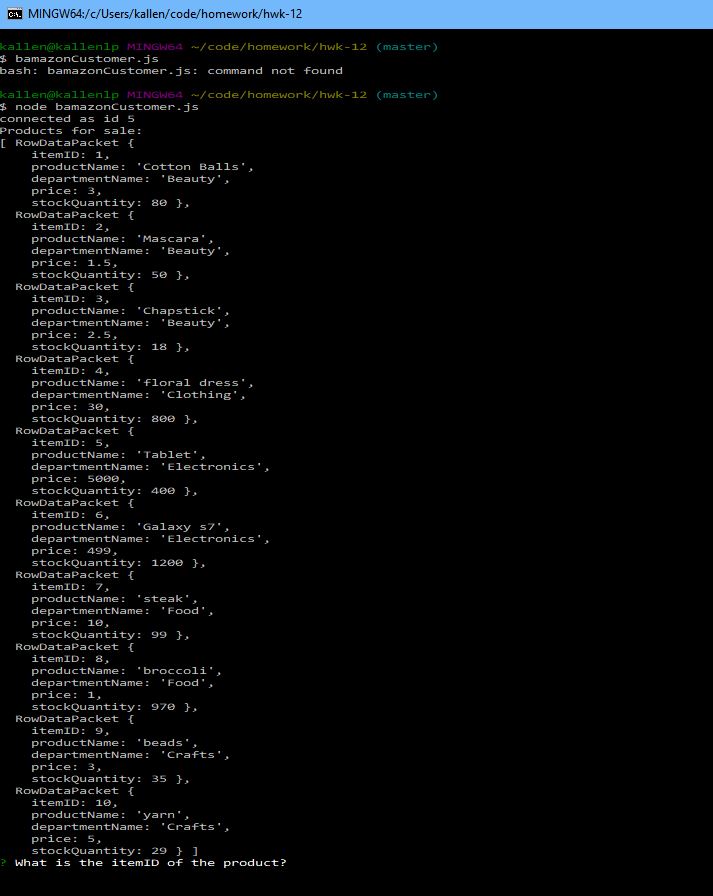 MINGW64:/c/Users/kallen/code/homework/hwk-12
kallen@kallenlp MINGW64 ~/code/homework/hwk-12 (master)
$ bamazonCustomer.js
bash: bamazonCustomer.js: command not found
kallen@kallenlp MINGW64 ~/code/homework/hwk-12 (master)
$ node bamazonCustomer.js
connected as id 5
Products for sale:
[ RowDataPacket {
itemID: 1,
productName: 'Cotton Balls',
departmentName: 'Beauty',
price: 3,
stockQuantity: 80 },
RowDataPacket {
itemID: 2,
productName: 'Mascara',
departmentName: 'Beauty',
price: 1.5,
stockQuantity: 50 },
RowDataPacket {
itemID: 3,
productName: 'Chapstick',
departmentName: 'Beauty',
price: 2.5,
stockQuantity: 18 },
RowDataPacket {
itemID: 4,
productName: 'floral dress',
departmentName: 'Clothing',
price: 30,
stockQuantity: 800 },
RowDataPacket {
itemID: 5,
productName: 'Tablet',
departmentName: 'Electronics',
price: 5000,
stockQuantity: 400 },
RowDataPacket {
itemID: 6,
productName: 'Galaxy s7',
departmentName: 'Electronics',
price: 499,
stockQuantity: 1200 },
RowDataPacket {
itemID: 7,
productName: 'steak',
departmentName: 'Food',
price: 10,
stockQuantity: 99 },
RowDataPacket {
itemID: 8,
productName: 'broccoli',
departmentName: 'Food',
price: 1,
stockQuantity: 970 },
RowDataPacket {
itemID: 9,
productName: 'beads',
departmentName: 'Crafts',
price: 3,
stockQuantity: 35 },
RowDataPacket {
itemID: 10,
productName: 'yarn',
departmentName: 'Crafts',
price: 5,
stockQuantity: 29 } ]
? What is the itemID of the product?